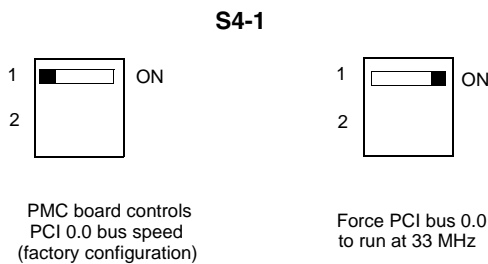 S4-1
1 ON
2
PMC board controls
PCI 0.0 bus speed
(factory configuration)
1 ON
2
Force PCI bus 0.0
to run at 33 MHz